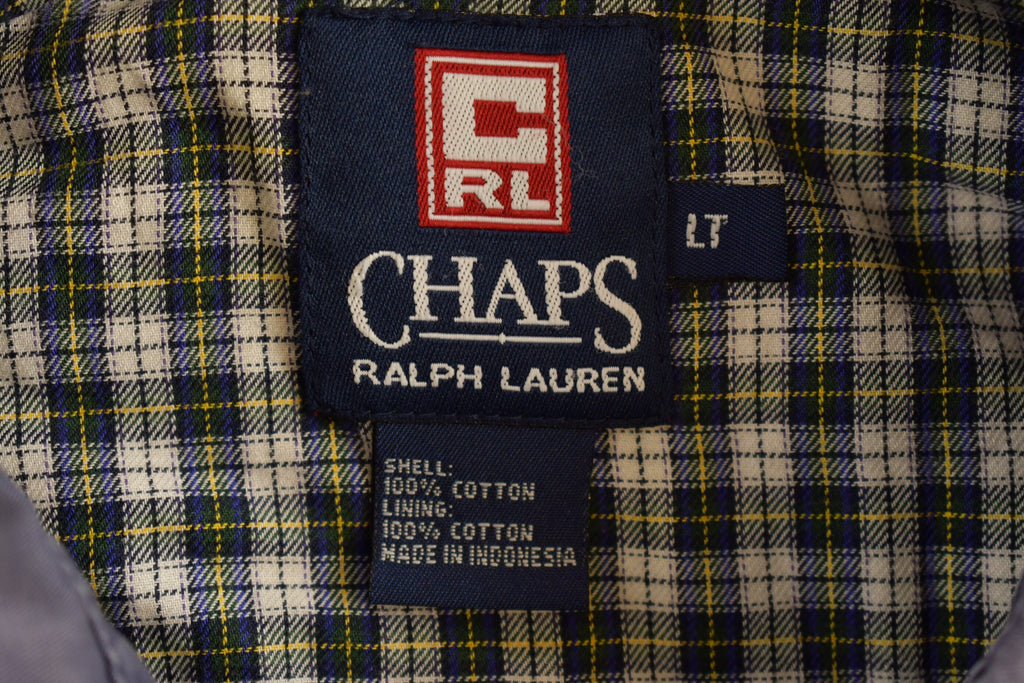 C
RL
LT
CHAPS
RALPH LAUREN
SHELL:
100% COTTON
LINING:
100% COTTON
MADE IN INDONESIA